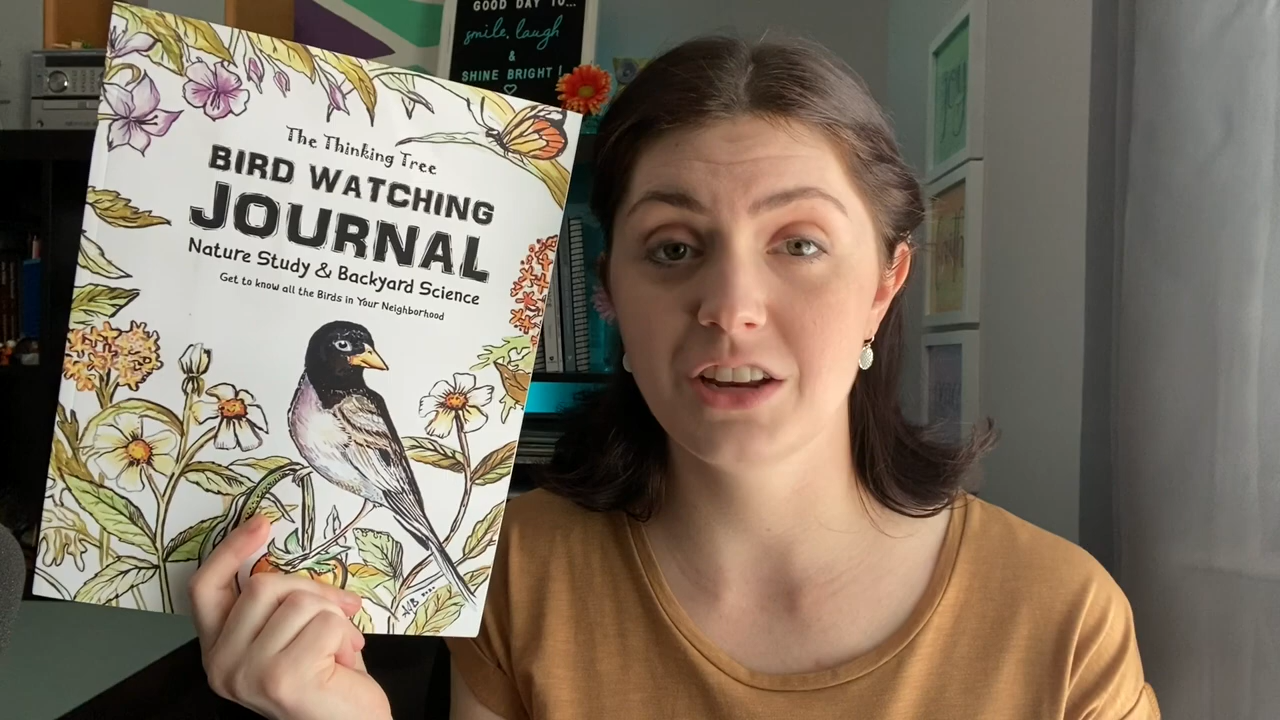 The Thinking Tree
BIRD WATCHING
JOURNAL
Nature Study & Backyard Science
Get to know all the Birds in Your Neighborhood
GOOD DAY TO...
smile, laugh
&
SHINE BRIGHT!